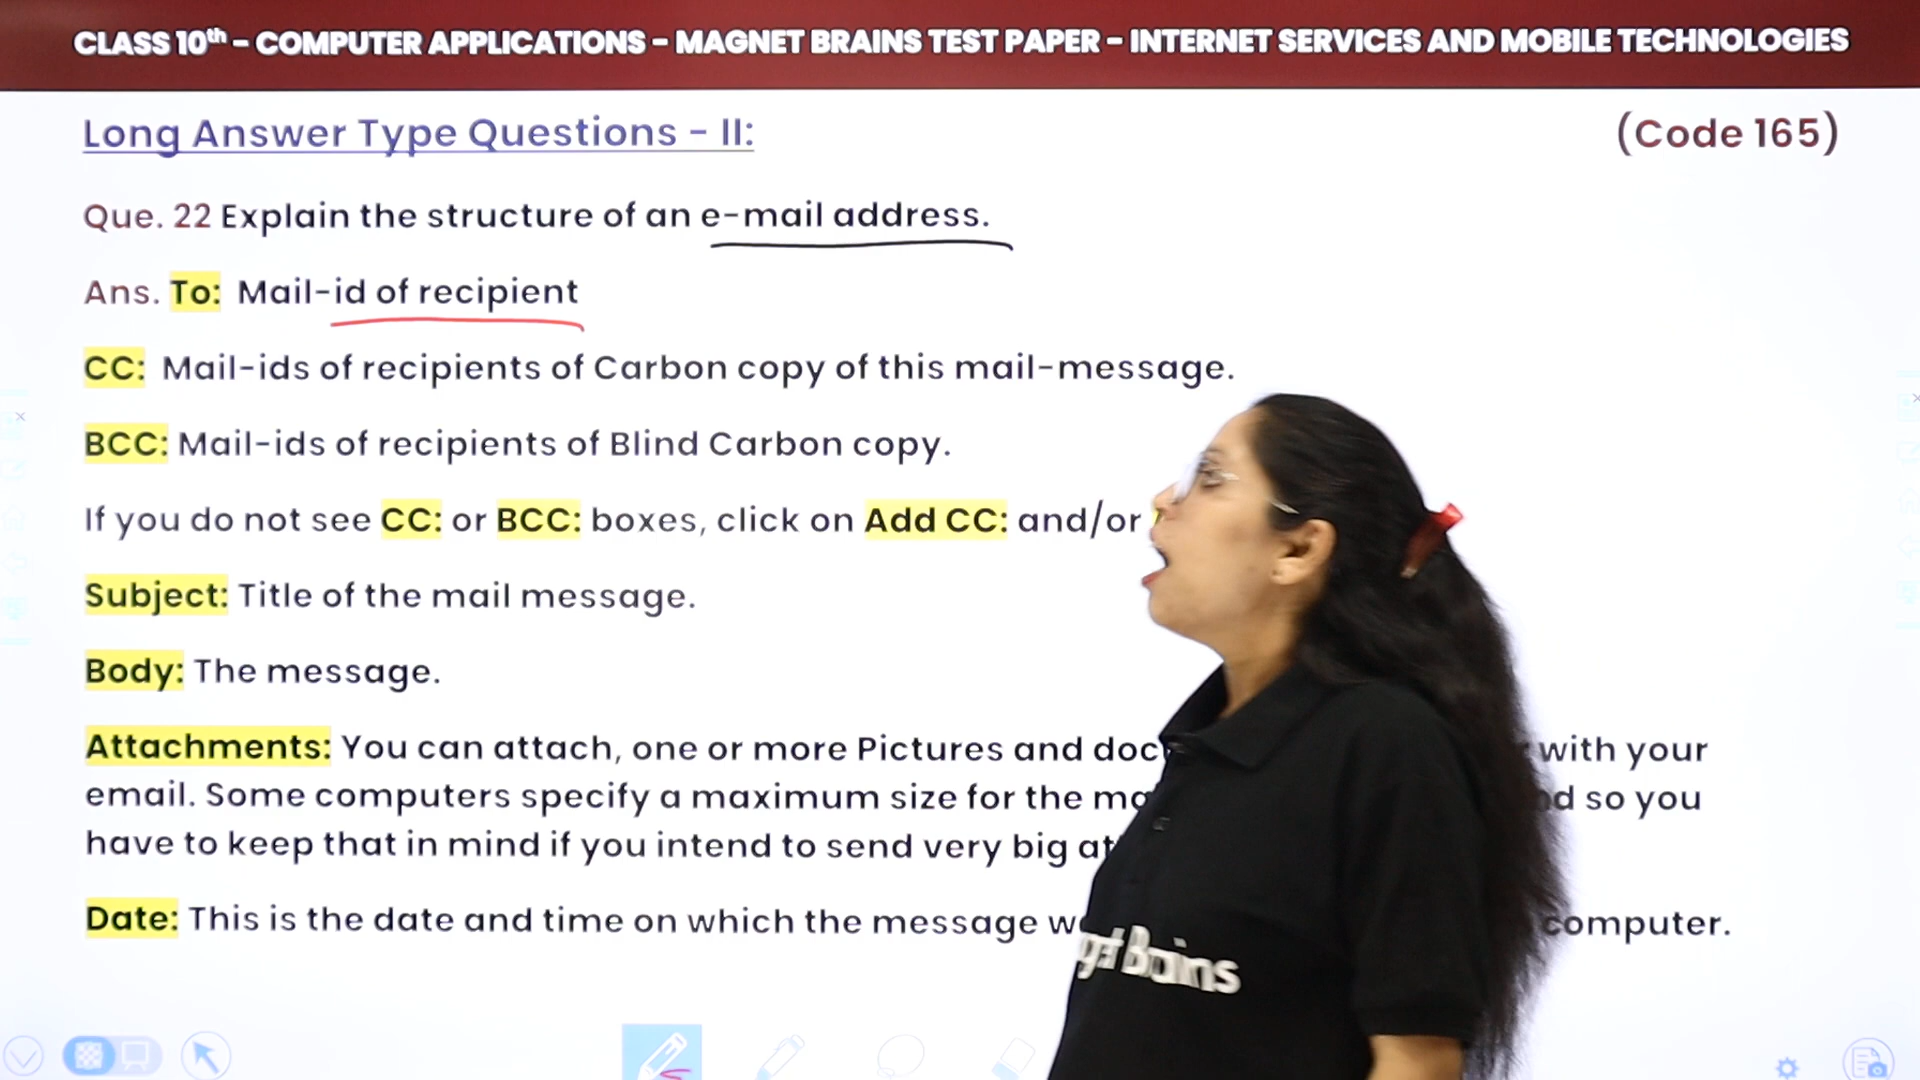 CLASS 10th - COMPUTER APPLICATIONS - MAGNET BRAINS TEST PAPER - INTERNET SERVICES AND MOBILE TECHNOLOGIES
Long Answer Type Questions - II: (Code 165)
Que. 22 Explain the structure of an e-mail address.
Ans. To: Mail-id of recipient
CC: Mail-ids of recipients of Carbon copy of this mail-message.
BCC: Mail-ids of recipients of Blind Carbon copy.
If you do not see CC: or BCC: boxes, click on Add CC: and/or
Subject: Title of the mail message.
Body: The message.
Attachments: You can attach, one or more Pictures and with your
email. Some computers specify a maximum size for the so you
have to keep that in mind if you intend to send very big
Date: This is the date and time on which the message computer.
Brains